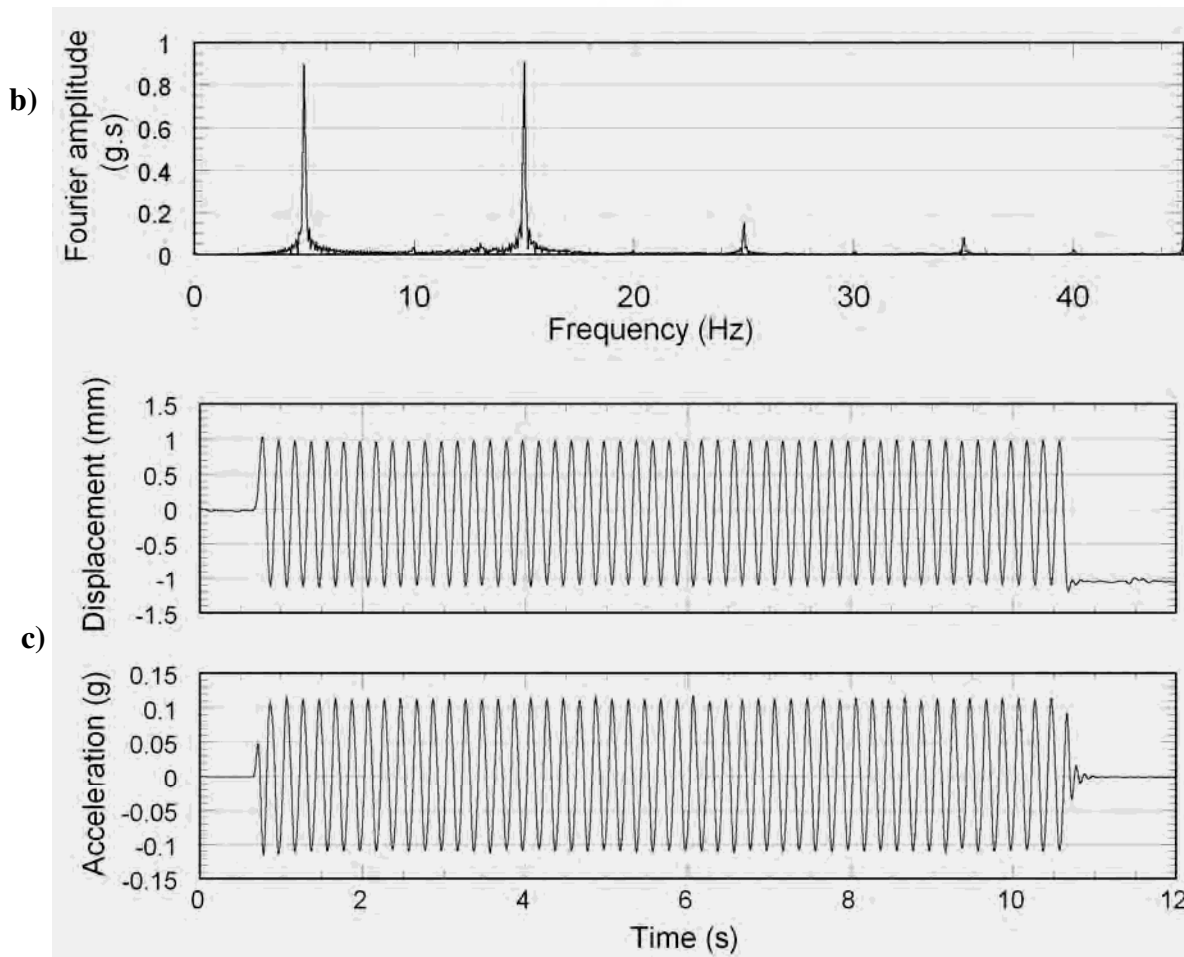 b)
Fourier amplitude
(g.s)
1
0.8
0.6
0.4
0.2
0
0 10 20 30 40
Frequency (Hz)
c)
Displacement (mm)
1.5
1
0.5
0
-0.5
-1
-1.5
Acceleration (g)
0.15
0.1
0.05
0
-0.05
-0.1
-0.15
0 2 4 6 8 10 12
Time (s)